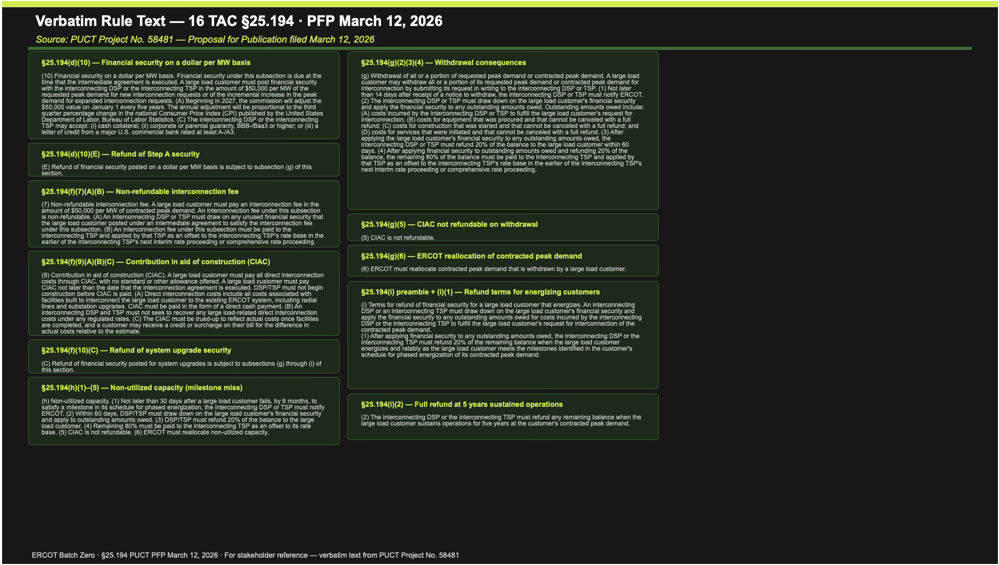 Verbatim Rule Text — 16 TAC §25.194 · PFP March 12, 2026
Source: PUCT Project No. 58481 — Proposal for Publication filed March 12, 2026
§25.194(d)(10) — Financial security on a dollar per MW basis
(10) Financial security on a dollar per MW basis. Financial security under this subsection is due at the
time that the intermediate agreement is executed. A large load customer must post financial security
with the interconnecting DSP or the interconnecting TSP in the amount of $50,000 per MW of the
requested peak demand for new interconnection requests or of the incremental increase in the peak
demand for expanded interconnection requests. (A) Beginning in 2027, the commission will adjust the
$50,000 value on January 1 every five years. The annual adjustment will be proportional to the third
quarter percentage change in the national Consumer Price Index (CPI) published by the United States
Department of Labor, Bureau of Labor Statistics. (C) The interconnecting DSP or the interconnecting
TSP may accept: (i) cash collateral; (ii) corporate or parental guaranty, BBB-/Baa3 or higher; or (iii) a
letter of credit from a major U.S. commercial bank rated at least A-/A3.
§25.194(d)(10)(E) — Refund of Step A security
(E) Refund of financial security posted on a dollar per MW basis is subject to subsection (g) of this
section.
§25.194(f)(7)(A)(B) — Non-refundable interconnection fee
(7) Non-refundable interconnection fee. A large load customer must pay an interconnection fee in the
amount of $50,000 per MW of contracted peak demand. An interconnection fee under this subsection
is non-refundable. (A) An interconnecting DSP or TSP must draw on any unused financial security that
the large load customer posted under an intermediate agreement to satisfy the interconnection fee
under this subsection. (B) An interconnection fee under this subsection must be paid to the
interconnecting TSP and applied by that TSP as an offset to the interconnecting TSP's rate base in the
earlier of the interconnecting TSP's next interim rate proceeding or comprehensive rate proceeding.
§25.194(f)(9)(A)(B)(C) — Contribution in aid of construction (CIAC)
(9) Contribution in aid of construction (CIAC). A large load customer must pay all direct interconnection
costs through CIAC, with no standard or other allowance offered. A large load customer must pay
CIAC not later than the date that the interconnection agreement is executed. DSP/TSP must not begin
construction before CIAC is paid. (A) Direct interconnection costs include all costs associated with
facilities built to interconnect the large load customer to the existing ERCOT system, including radial
lines and substation upgrades. CIAC must be paid in the form of a direct cash payment. (B) An
interconnecting DSP and TSP must not seek to recover any large load-related direct interconnection
costs under any regulated rates. (C) The CIAC must be trued-up to reflect actual costs once facilities
are completed, and a customer may receive a credit or surcharge on their bill for the difference in
actual costs relative to the estimate.
§25.194(f)(10)(C) — Refund of system upgrade security
(C) Refund of financial security posted for system upgrades is subject to subsections (g) through (i) of
this section.
§25.194(h)(1)–(5) — Non-utilized capacity (milestone miss)
(h) Non-utilized capacity. (1) Not later than 30 days after a large load customer fails, by 6 months, to
satisfy a milestone in its schedule for phased energization, the interconnecting DSP or TSP must notify
ERCOT. (2) Within 60 days, DSP/TSP must draw down on the large load customer's financial security
and apply to outstanding amounts owed. (3) DSP/TSP must refund 20% of the balance to the large
load customer. (4) Remaining 80% must be paid to the interconnecting TSP as an offset to its rate
base. (5) CIAC is not refundable. (6) ERCOT must reallocate non-utilized capacity.
§25.194(g)(2)(3)(4) — Withdrawal consequences
(g) Withdrawal of all or a portion of requested peak demand or contracted peak demand. A large load
customer may withdraw all or a portion of its requested peak demand or contracted peak demand for
interconnection by submitting its request in writing to the interconnecting DSP or TSP. (1) Not later
than 14 days after receipt of a notice to withdraw, the interconnecting DSP or TSP must notify ERCOT.
(2) The interconnecting DSP or TSP must draw down on the large load customer's financial security
and apply the financial security to any outstanding amounts owed. Outstanding amounts owed include:
(A) costs incurred by the interconnecting DSP or TSP to fulfill the large load customer's request for
interconnection; (B) costs for equipment that was procured and that cannot be canceled with a full
refund; (C) costs for construction that was started and that cannot be canceled with a full refund; and
(D) costs for services that were initiated and that cannot be canceled with a full refund. (3) After
applying the large load customer's financial security to any outstanding amounts owed, the
interconnecting DSP or TSP must refund 20% of the balance to the large load customer within 60
days. (4) After applying financial security to outstanding amounts owed and refunding 20% of the
balance, the remaining 80% of the balance must be paid to the interconnecting TSP and applied by
that TSP as an offset to the interconnecting TSP's rate base in the earlier of the interconnecting TSP's
next interim rate proceeding or comprehensive rate proceeding.
§25.194(g)(5) — CIAC not refundable on withdrawal
(5) CIAC is not refundable.
§25.194(g)(6) — ERCOT reallocation of contracted peak demand
(6) ERCOT must reallocate contracted peak demand that is withdrawn by a large load customer.
§25.194(i) preamble + (i)(1) — Refund terms for energizing customers
(i) Terms for refund of financial security for a large load customer that energizes. An interconnecting
DSP or an interconnecting TSP must draw down on the large load customer's financial security and
apply the financial security to any outstanding amounts owed for costs incurred by the interconnecting
DSP or the interconnecting TSP to fulfill the large load customer's request for interconnection of the
contracted peak demand.
(1) After applying financial security to any outstanding amounts owed, the interconnecting DSP or the
interconnecting TSP must refund 20% of the remaining balance when the large load customer
energizes and ratably as the large load customer meets the milestones identified in the customer's
schedule for phased energization of its contracted peak demand.
§25.194(i)(2) — Full refund at 5 years sustained operations
(2) The interconnecting DSP or the interconnecting TSP must refund any remaining balance when the
large load customer sustains operations for five years at the customer's contracted peak demand.
ERCOT Batch Zero · §25.194 PUCT PFP March 12, 2026 · For stakeholder reference — verbatim text from PUCT Project No. 58481